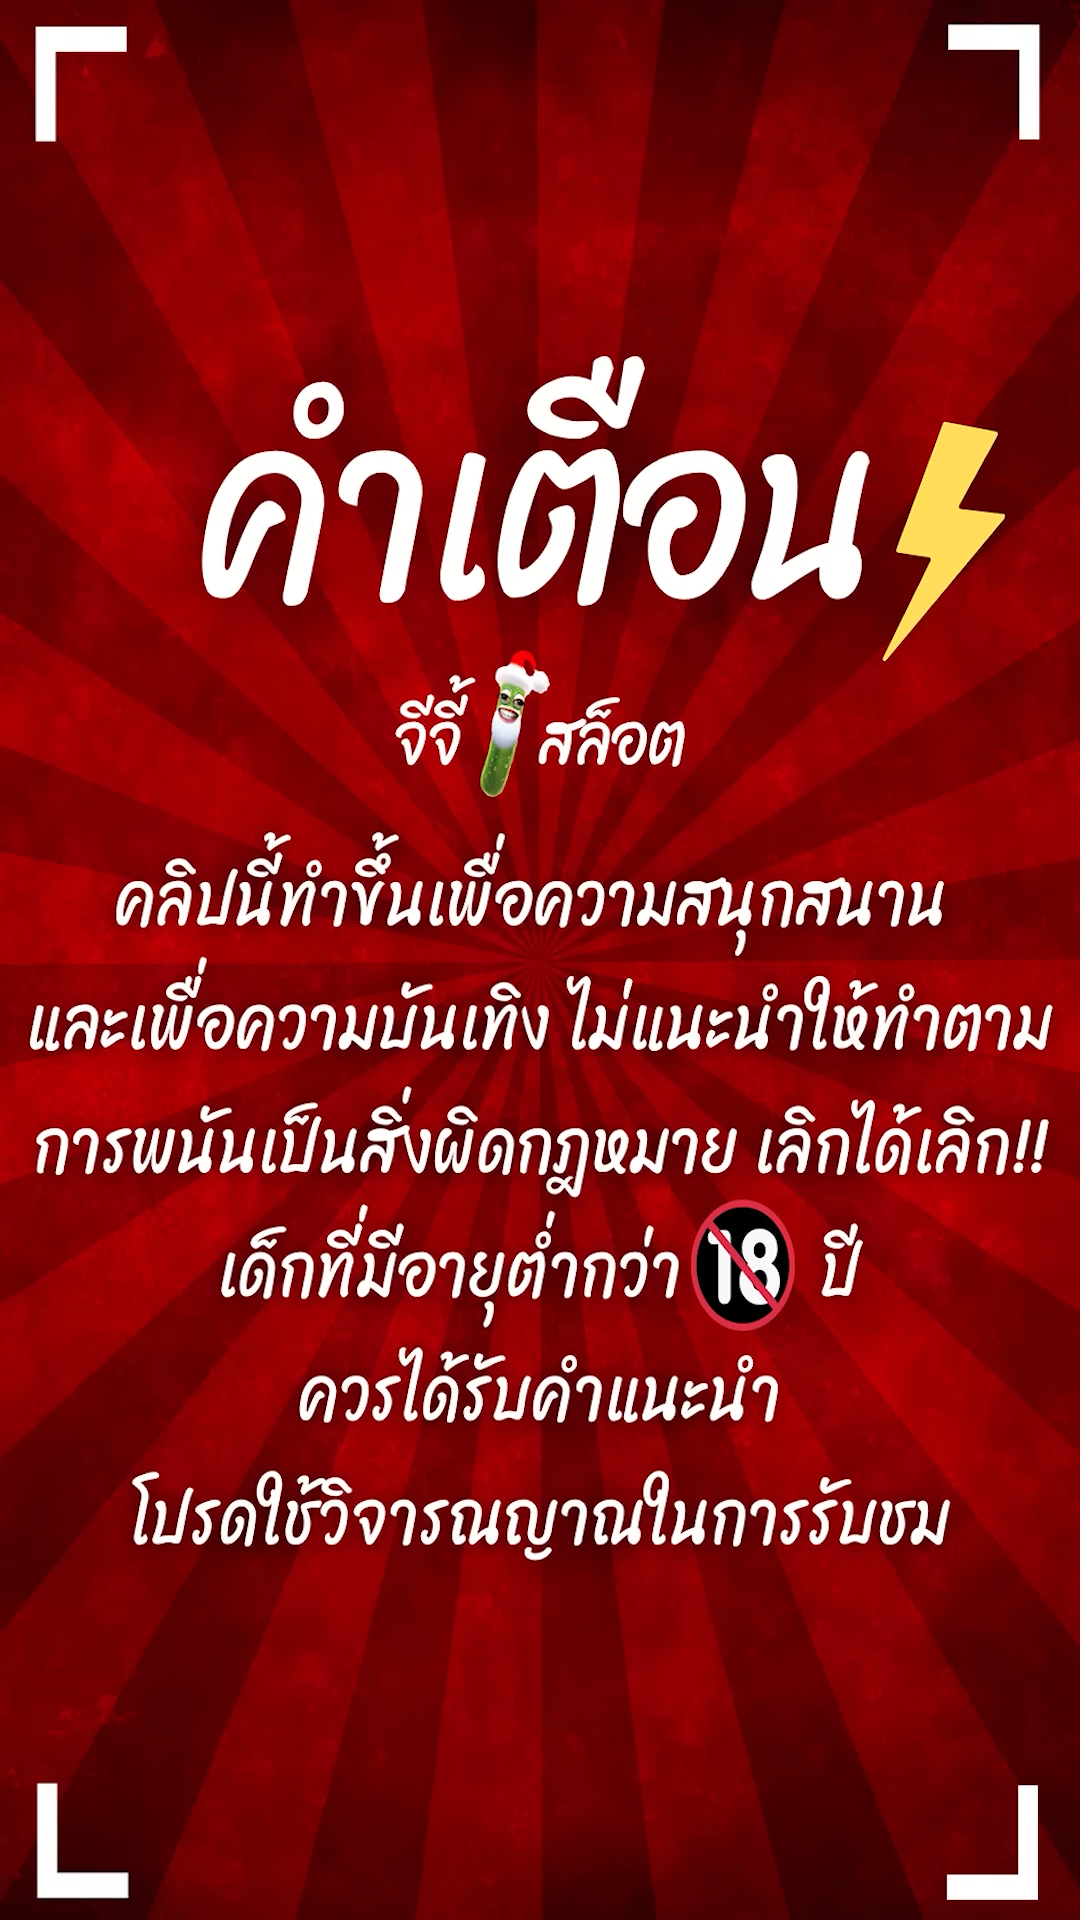 คำเตือน
จีจี้ สล็อต
คลิปนี้ทำขึ้นเพื่อความสนุกสนาน
และเพื่อความบันเทิง ไม่แนะนำให้ทำตาม
การพนันเป็นสิ่งผิดกฎหมาย เลิกได้เลิก!!
เด็กที่มีอายุต่ำกว่า 18 ปี
ควรได้รับคำแนะนำ
โปรดใช้วิจารณญาณในการรับชม